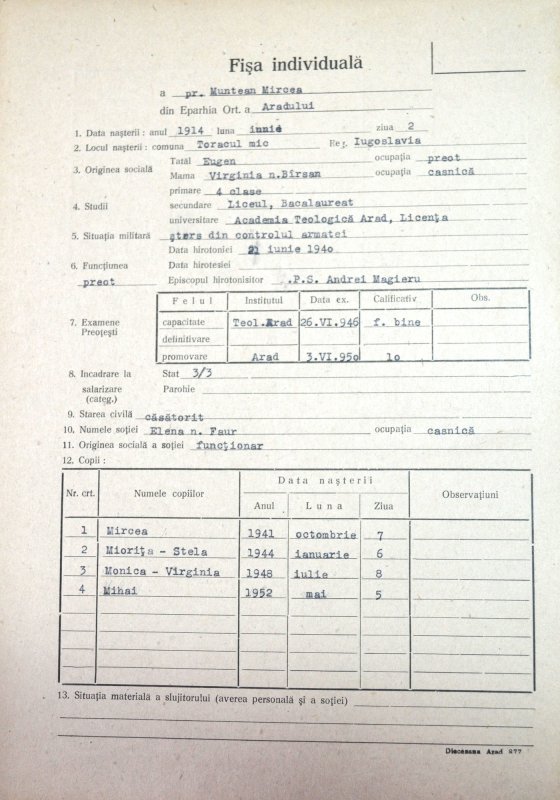 Fişa individuală
a pr. Muntean Mircea
din Eparhia Ort. a Aradului
1. Data naşterii: anul 1914 luna iunie ziua 2
2. Locul naşterii: comuna Toracul mic Reg. Iugoslavia
3. Originea socială Tatăl Eugen ocupaţia preot
Mama Virginia n.Bîrsan ocupaţia casnică
4. Studii primare 4 clase
secundare Liceul, Bacalaureat
universitare Academia Teologică Arad, Licenţa
5. Situaţia militară şters din controlul armatei
Data hirotoniei 21 iunie 1940
6. Funcţiunea Data hirotesiei
preot Episcopul hirotonisitor .P.S. Andrei Magieru
Felul Institutul Data ex. Calificativ Obs.
7. Examene Preoţeşti
capacitate Teol.Arad 26.VI.946 f. bine
definitivare
promovare Arad 3.VI.950 10
8. Incadrare la Stat 3/3
salarizare Parohie
(categ.)
9. Starea civilă căsătorit
10. Numele soţiei Elena n. Faur ocupaţia casnică
11. Originea socială a soţiei funcţionar
12. Copii :
Nr. crt. Numele copiilor Data naşterii Observaţiuni
Anul Luna Ziua
1 Mircea 1941 octombrie 7
2 Mioriţa - Stela 1944 ianuarie 6
3 Monica - Virginia 1948 iulie 8
4 Mihai 1952 mai 5
13. Situaţia materială a slujitorului (averea personală şi a soţiei)
Diecezana Arad 277